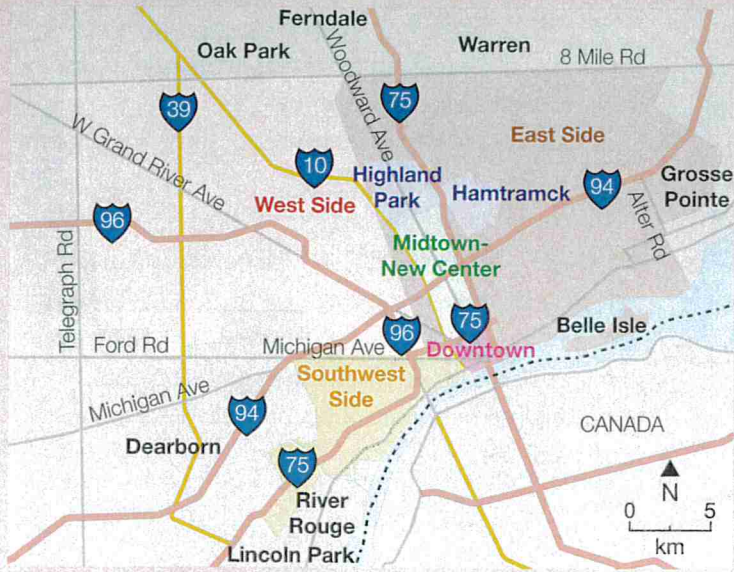 Ferndale
Oak Park
Warren
8 Mile Rd
Woodward Ave
39
75
W Grand River Ave
East Side
10
Highland
Park
Hamtramck
94
Grosse
Pointe
West Side
96
Alter Rd
Telegraph Rd
Midtown-
New Center
96
75
Belle Isle
Ford Rd
Michigan Ave
Downtown
Southwest
Side
Michigan Ave
94
CANADA
Dearborn
75
N
River
Rouge
0 5
km
Lincoln Park